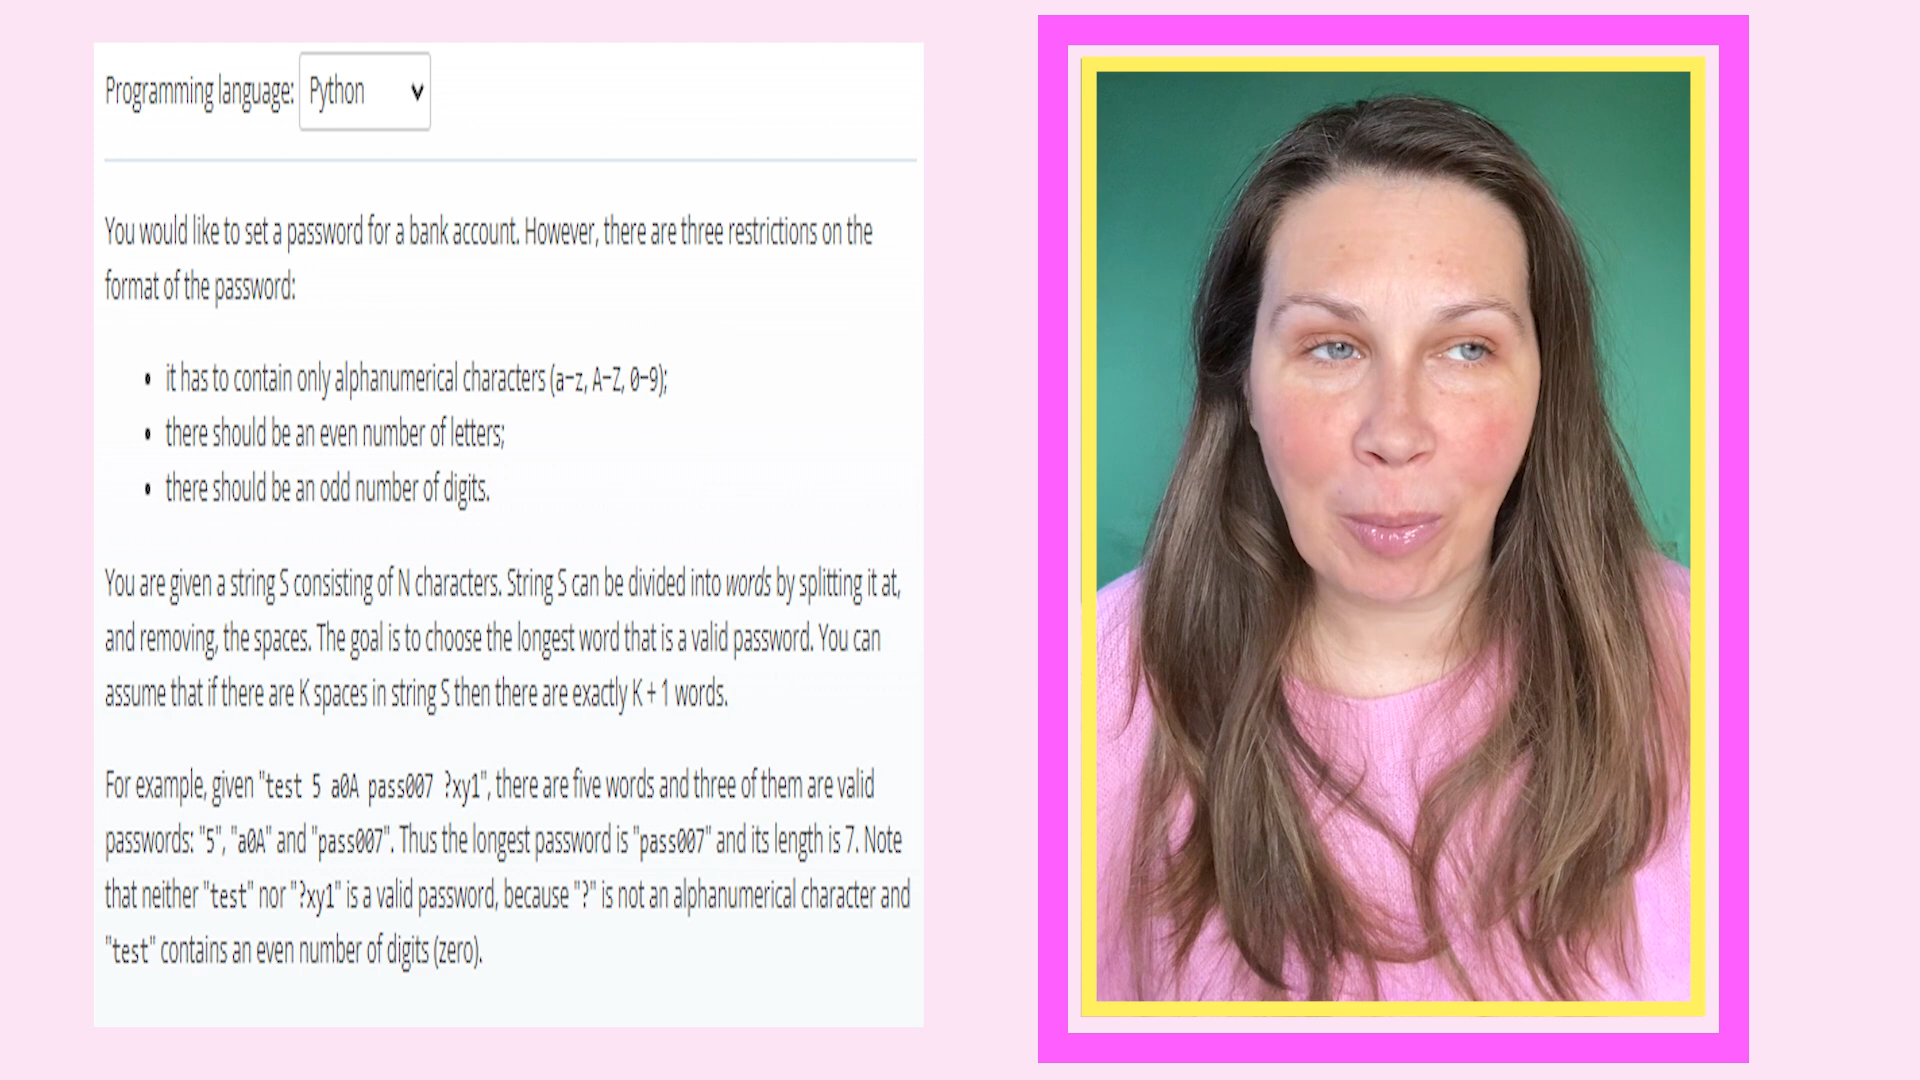 Programming language: Python
You would like to set a password for a bank account. However, there are three restrictions on the
format of the password:
• it has to contain only alphanumerical characters (a−z, A−Z, 0−9);
• there should be an even number of letters;
• there should be an odd number of digits.
You are given a string S consisting of N characters. String S can be divided into words by splitting it at,
and removing, the spaces. The goal is to choose the longest word that is a valid password. You can
assume that if there are K spaces in string S then there are exactly K + 1 words.
For example, given "test 5 a0A pass007 ?xy1", there are five words and three of them are valid
passwords: "5", "a0A" and "pass007". Thus the longest password is "pass007" and its length is 7. Note
that neither "test" nor "?xy1" is a valid password, because "?" is not an alphanumerical character and
"test" contains an even number of digits (zero).